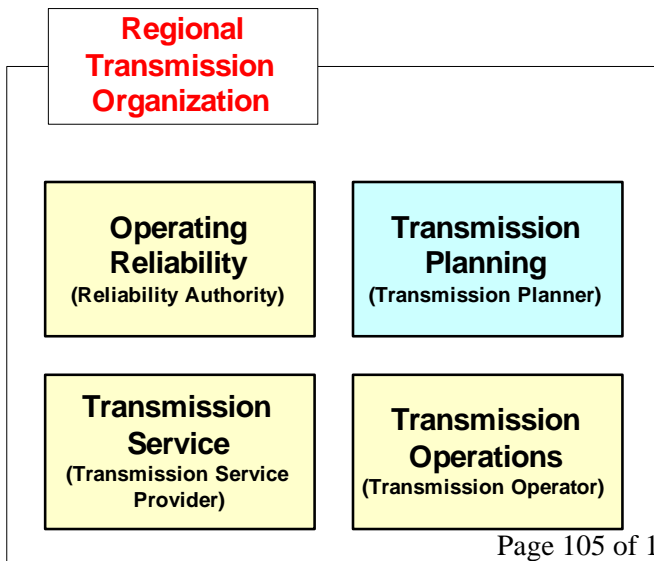 Regional
Transmission
Organization
Operating
Reliability
(Reliability Authority)
Transmission
Planning
(Transmission Planner)
Transmission
Service
(Transmission Service
Provider)
Transmission
Operations
(Transmission Operator)
Page 105 of 1